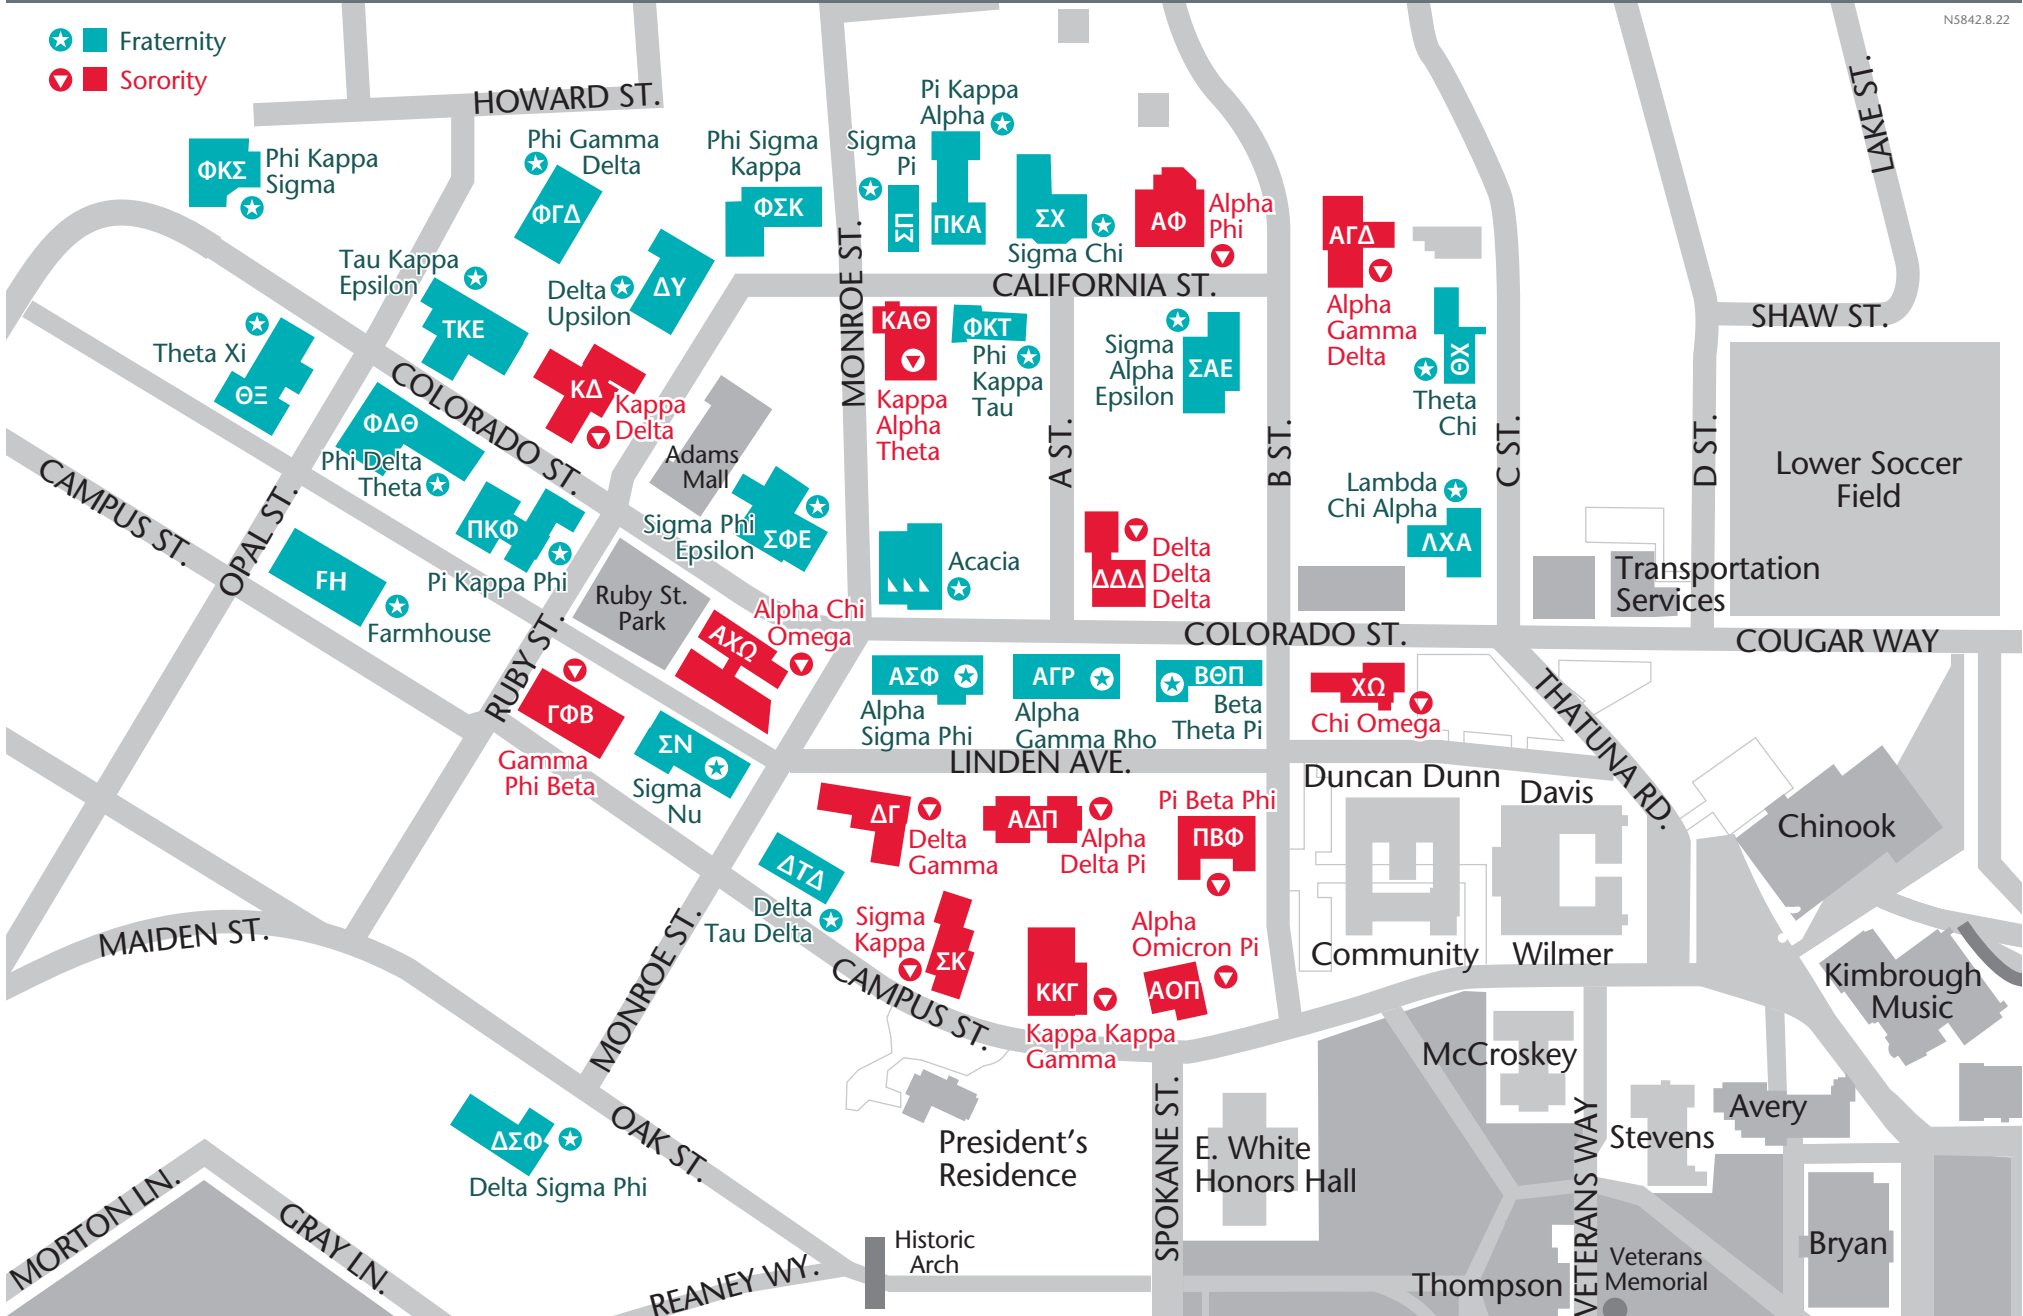 N5842.8.22
Fraternity
Sorority
HOWARD ST.
LAKE ST.
ΦΚΣ
Phi Kappa
Sigma
Phi Gamma
Delta
ΦΓΔ
Phi Sigma
Kappa
ΦΣΚ
Sigma
Pi
ΣΠ
Pi Kappa
Alpha
ΠΚΑ
ΣΧ
Sigma Chi
ΑΦ
Alpha
Phi
ΑΓΔ
Alpha
Gamma
Delta
Tau Kappa
Epsilon
ΤΚΕ
Delta
Upsilon
ΔΥ
MONROE ST.
CALIFORNIA ST.
SHAW ST.
Theta Xi
ΘΞ
ΚΔ
Kappa
Delta
ΚΑΘ
Kappa
Alpha
Theta
ΦΚΤ
Phi
Kappa
Tau
Sigma
Alpha
Epsilon
ΣΑΕ
ΘΧ
Theta
Chi
COLORADO ST.
ΦΔΘ
Phi Delta
Theta
Adams
Mall
A ST.
B ST.
C ST.
D ST.
Lower Soccer
Field
CAMPUS ST.
OPAL ST.
ΠΚΦ
Pi Kappa Phi
Sigma Phi
Epsilon
ΣΦΕ
Lambda
Chi Alpha
ΛΧΑ
FH
Farmhouse
Acacia
ΔΔΔ
Delta
Delta
Delta
Transportation
Services
Ruby St.
Park
Alpha Chi
Omega
ΑΧΩ
COLORADO ST.
COUGAR WAY
RUBY ST.
ΓΦΒ
Gamma
Phi Beta
ΣΝ
Sigma
Nu
ΑΣΦ
Alpha
Sigma Phi
ΑΓΡ
Alpha
Gamma Rho
ΒΘΠ
Beta
Theta Pi
ΧΩ
Chi Omega
THATUNA RD.
LINDEN AVE.
Duncan Dunn
Davis
Chinook
ΔΓ
Delta
Gamma
ΑΔΠ
Alpha
Delta Pi
Pi Beta Phi
ΠΒΦ
ΔΤΔ
Delta
Tau Delta
Sigma
Kappa
ΣΚ
Alpha
Omicron Pi
ΑΟΠ
Community
Wilmer
MAIDEN ST.
MONROE ST.
CAMPUS ST.
ΚΚΓ
Kappa Kappa
Gamma
Kimbrough
Music
McCroskey
Avery
Stevens
ΔΣΦ
Delta Sigma Phi
OAK ST.
President's
Residence
SPOKANE ST.
E. White
Honors Hall
VETERANS WAY
MORTON LN.
GRAY LN.
REANEY WY.
Historic
Arch
Thompson
Veterans
Memorial
Bryan